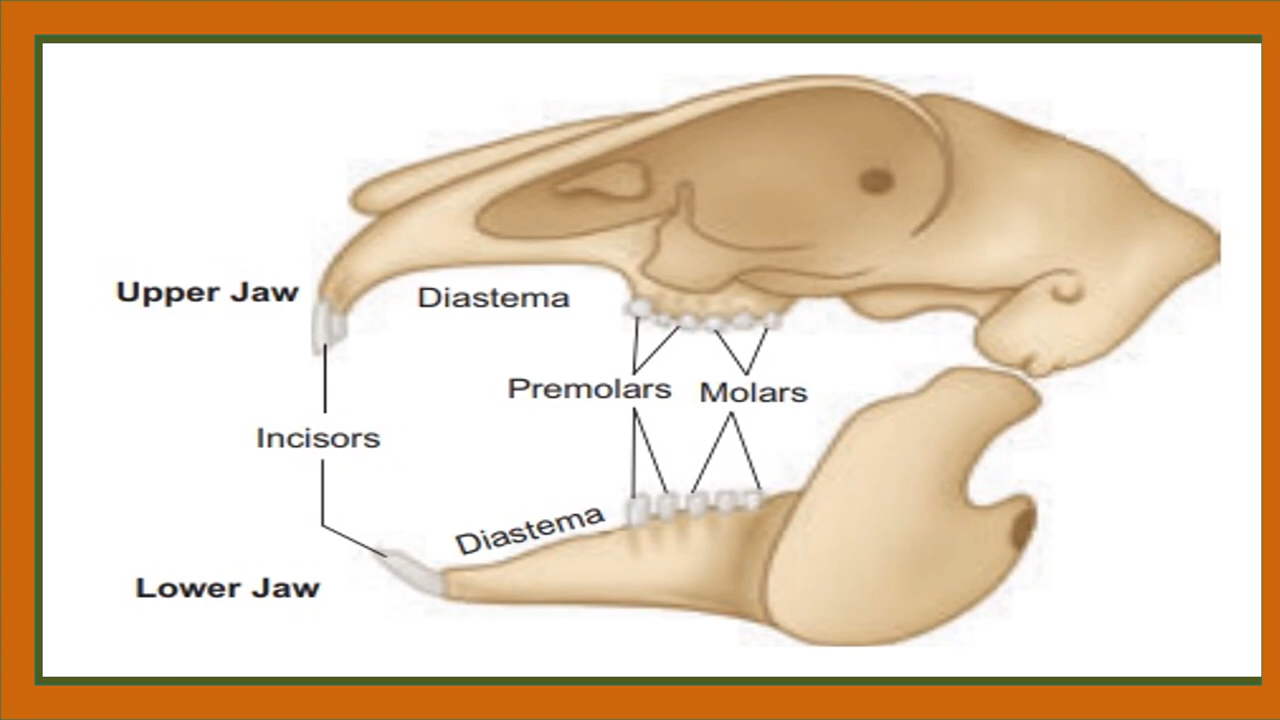 Upper Jaw
Diastema
Premolars
Molars
Incisors
Diastema
Lower Jaw